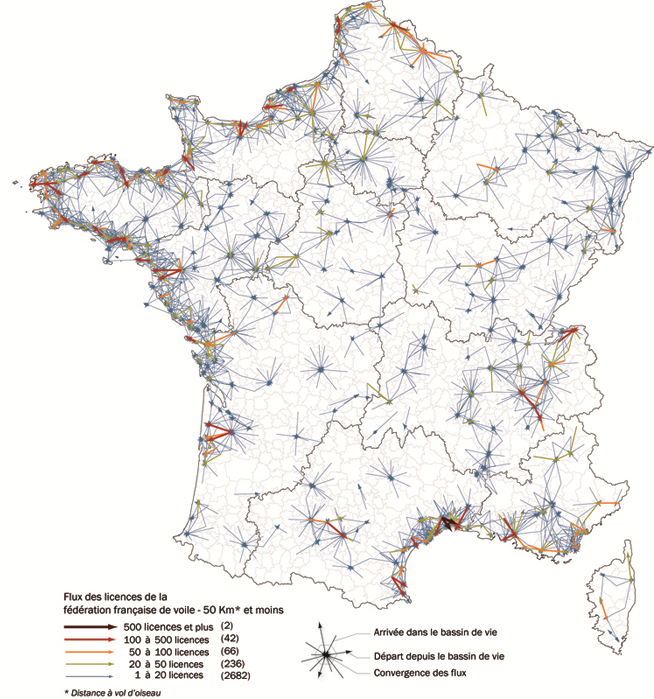 Flux des licences de la
fédération française de voile - 50 Km* et moins
500 licences et plus (2)
100 à 500 licences (42)
50 à 100 licences (66)
20 à 50 licences (236)
1 à 20 licences (2682)
* Distance à vol d'oiseau
Arrivée dans le bassin de vie
Départ depuis le bassin de vie
Convergence des flux